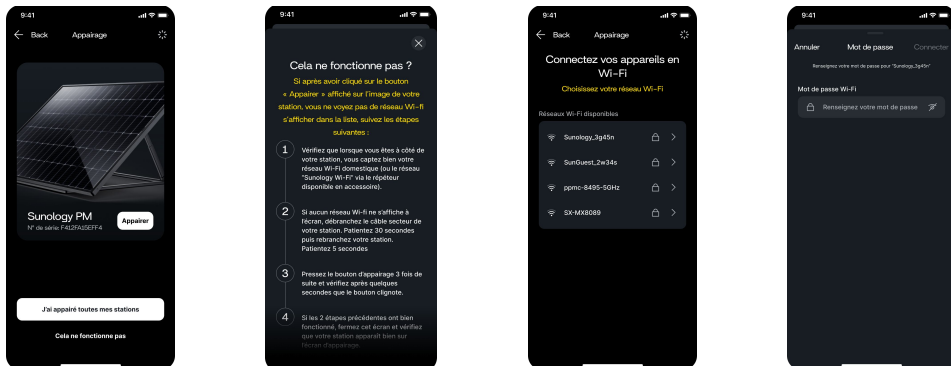 9:41
Back Appairage
Sunology PM
N° de série: F412FA15EFF4
Appairer
J'ai appairé toutes mes stations
Cela ne fonctionne pas
9:41
Cela ne fonctionne pas ?
Si après avoir cliqué sur le bouton
« Appairer » affiché sur l'image de votre
station, vous ne voyez pas de réseau Wi-fi
s'afficher dans la liste, suivez les étapes
suivantes :
1
Vérifiez que lorsque vous êtes à côté de
votre station, vous captez bien votre
réseau Wi-Fi domestique (ou le réseau
"Sunology Wi-Fi" via le répéteur
disponible en accessoire).
2
Si aucun réseau Wi-fi ne s'affiche à
l'écran, débranchez le câble secteur de
votre station. Patientez 30 secondes
puis rebranchez votre station.
Patientez 5 secondes
3
Pressez le bouton d'appairage 3 fois de
suite et vérifiez après quelques
secondes que le bouton clignote.
4
Si les 2 étapes précédentes ont bien
fonctionné, fermez cet écran et vérifiez
que votre station apparaît bien sur
l'écran d'appairage.
9:41
Back Appairage
Connectez vos appareils en
Wi-Fi
Choisissez votre réseau Wi-Fi
Réseaux Wi-Fi disponibles
Sunology_3g45n
SunGuest_2w34s
ppmc-8495-5GHz
SX-MX8089
9:41
Annuler Mot de passe Connecter
Renseignez votre mot de passe pour "Sunology_3g45n"
Mot de passe Wi-Fi
Renseignez votre mot de passe